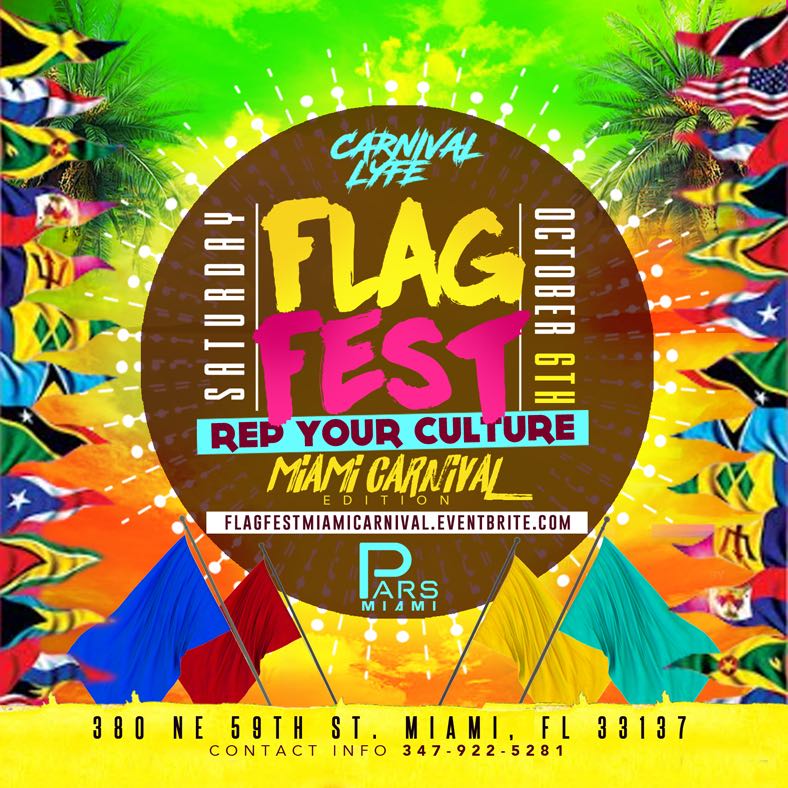 CARNIVAL
LYFE
SATURDAY
FLAG
FEST
OCTOBER 6TH
REP YOUR CULTURE
MIAMI CARNIVAL
EDITION
FLAGFESTMIAMICARNIVAL.EVENTBRITE.COM
PARS
MIAMI
380 NE 59TH ST. MIAMI, FL 33137
CONTACT INFO 347-922-5281